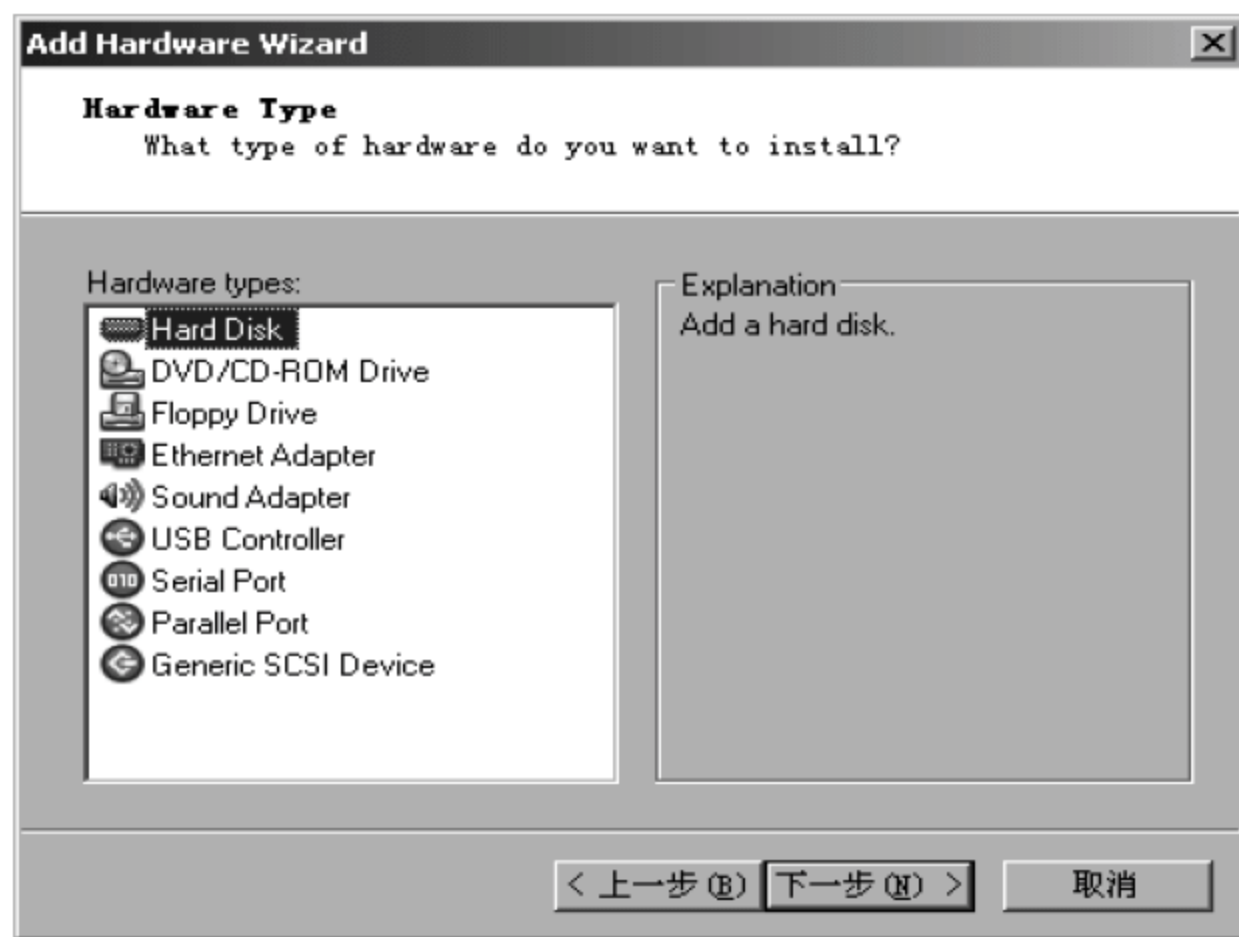 Add Hardware Wizard
Hardware Type
What type of hardware do you want to install?
Hardware types:
Hard Disk
DVD/CD-ROM Drive
Floppy Drive
Ethernet Adapter
Sound Adapter
USB Controller
Serial Port
Parallel Port
Generic SCSI Device
Explanation
Add a hard disk.
< 上一步(B) 下一步(N) > 取消